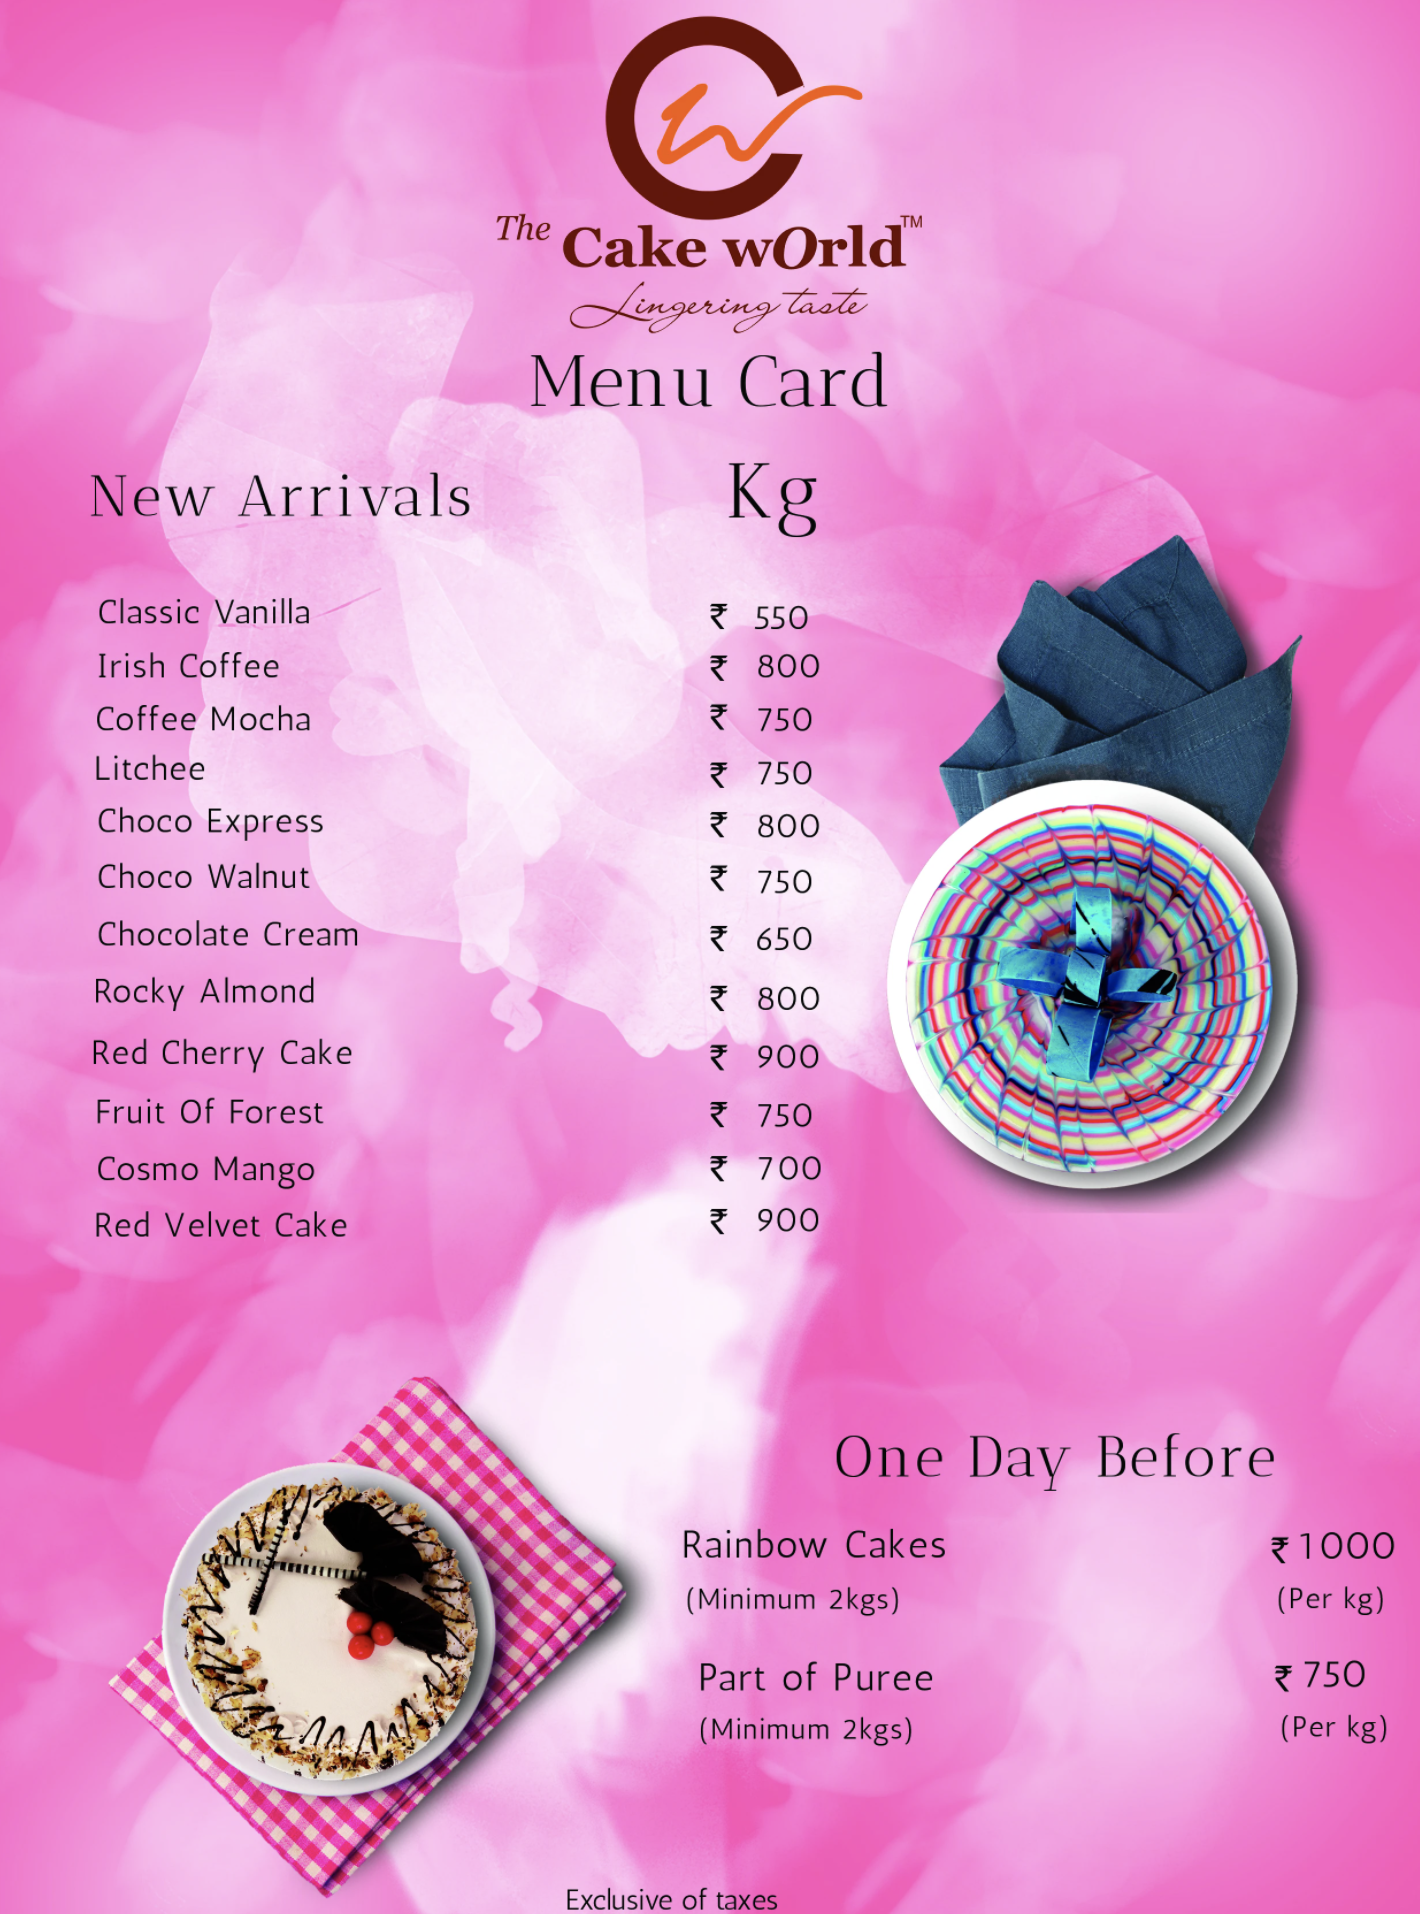 The Cake wOrld™
Lingering taste
Menu Card
New Arrivals Kg
Classic Vanilla ₹ 550
Irish Coffee ₹ 800
Coffee Mocha ₹ 750
Litchee ₹ 750
Choco Express ₹ 800
Choco Walnut ₹ 750
Chocolate Cream ₹ 650
Rocky Almond ₹ 800
Red Cherry Cake ₹ 900
Fruit Of Forest ₹ 750
Cosmo Mango ₹ 700
Red Velvet Cake ₹ 900
One Day Before
Rainbow Cakes ₹ 1000
(Minimum 2kgs) (Per kg)
Part of Puree ₹ 750
(Minimum 2kgs) (Per kg)
Exclusive of taxes